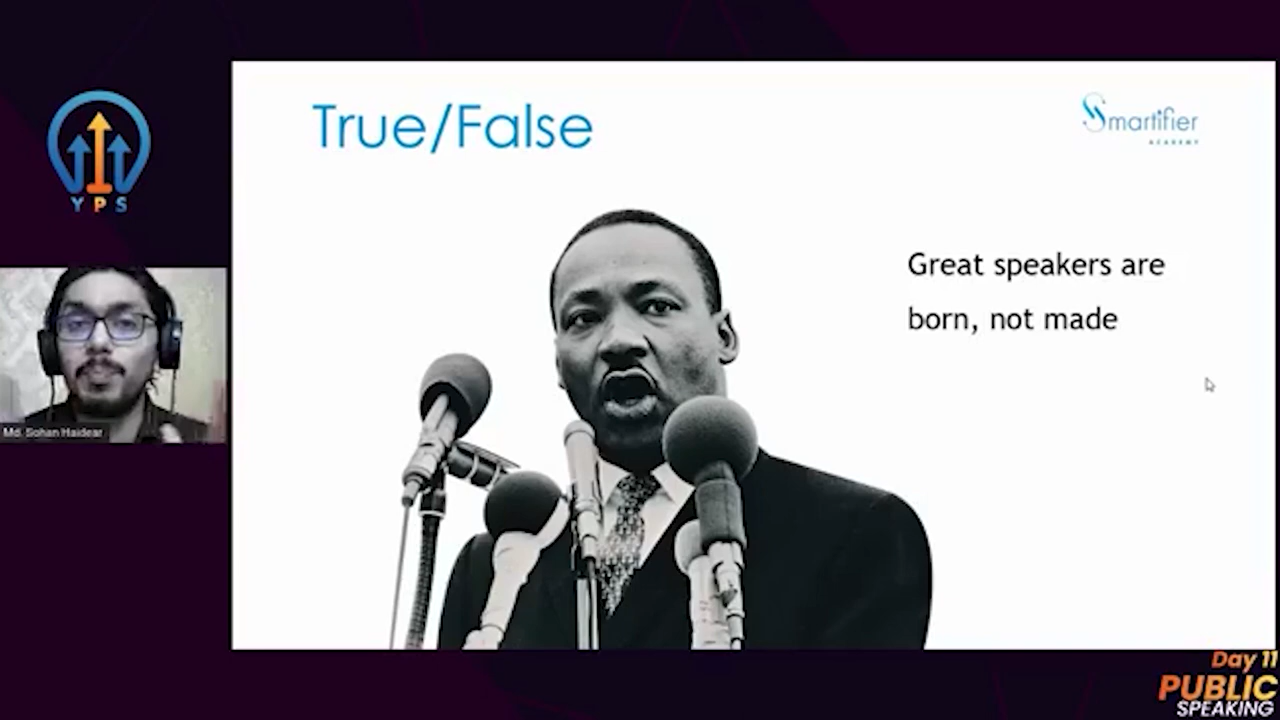 True/False
Smartifier
ACADEMY
YPS
Great speakers are
born, not made
Md. Sohan Haidear
Day 11
PUBLIC
SPEAKING